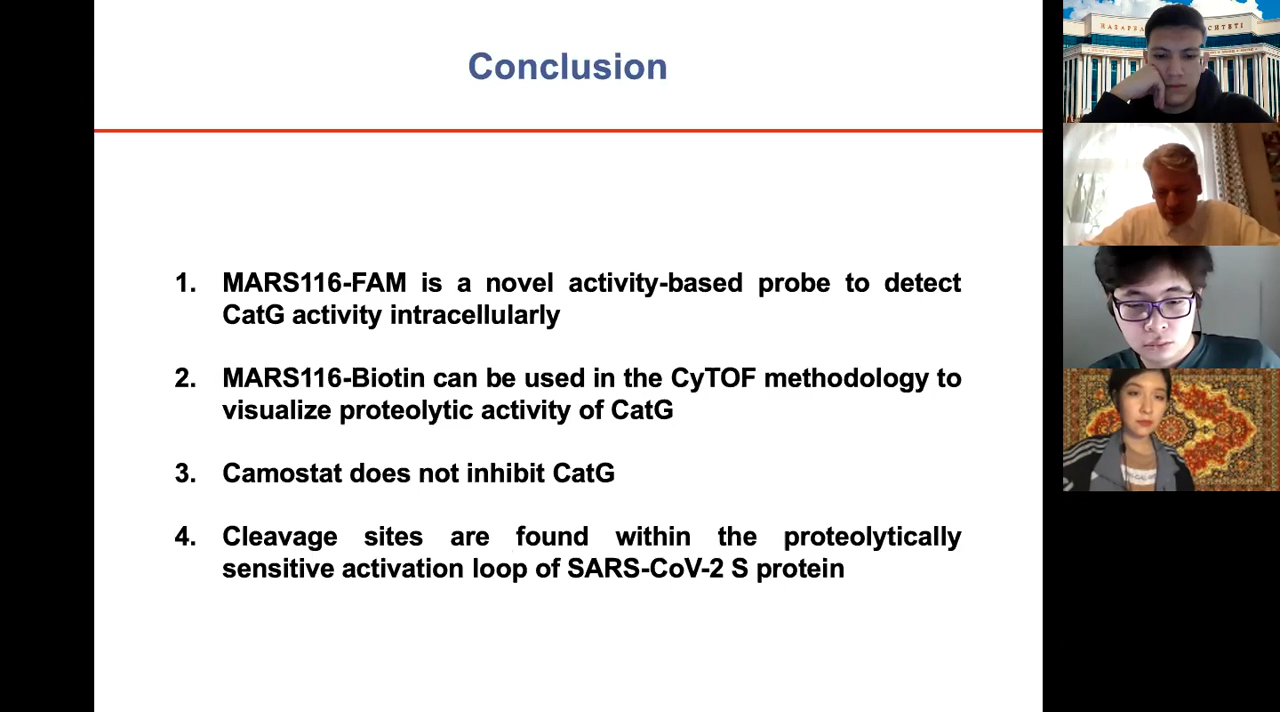 Conclusion
1. MARS116-FAM is a novel activity-based probe to detect
CatG activity intracellularly
2. MARS116-Biotin can be used in the CyTOF methodology to
visualize proteolytic activity of CatG
3. Camostat does not inhibit CatG
4. Cleavage sites are found within the proteolytically
sensitive activation loop of SARS-CoV-2 S protein